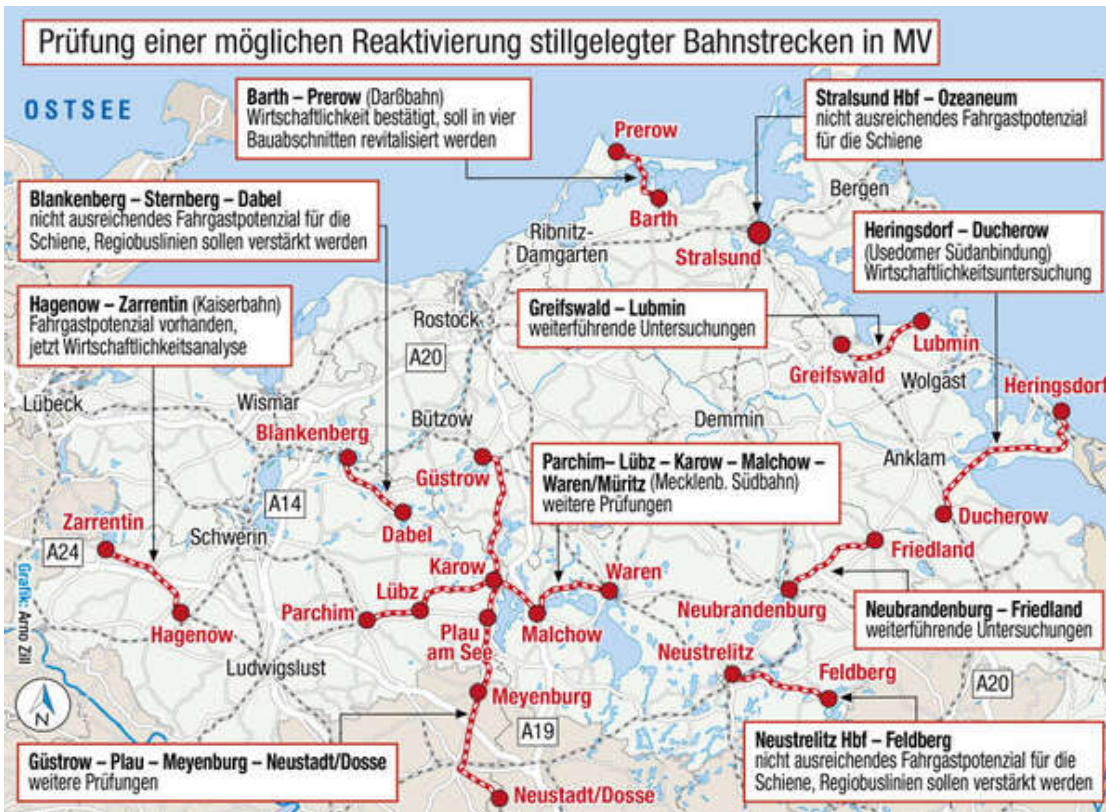 Prüfung einer möglichen Reaktivierung stillgelegter Bahnstrecken in MV
OSTSEE
Barth – Prerow (Darßbahn)
Wirtschaftlichkeit bestätigt, soll in vier
Bauabschnitten revitalisiert werden
Stralsund Hbf – Ozeaneum
nicht ausreichendes Fahrgastpotenzial
für die Schiene
Blankenberg – Sternberg – Dabel
nicht ausreichendes Fahrgastpotenzial für die
Schiene, Regiobuslinien sollen verstärkt werden
Prerow
Barth
Ribnitz-
Damgarten
Stralsund
Bergen
Heringsdorf – Ducherow
(Usedomer Südanbindung)
Wirtschaftlichkeitsuntersuchung
Hagenow – Zarrentin (Kaiserbahn)
Fahrgastpotenzial vorhanden,
jetzt Wirtschaftlichkeitsanalyse
Greifswald – Lubmin
weiterführende Untersuchungen
Rostock
A20
Lubmin
Greifswald
Wolgast
Heringsdorf
Lübeck
Wismar
Bützow
Demmin
Blankenberg
Güstrow
Anklam
Parchim– Lübz – Karow – Malchow –
Waren/Müritz (Mecklenb. Südbahn)
weitere Prüfungen
A14
Zarrentin
Schwerin
Dabel
Ducherow
A24
Friedland
Karow
Waren
Lübz
Neubrandenburg
Parchim
Hagenow
Plau
am See
Malchow
Neubrandenburg – Friedland
weiterführende Untersuchungen
Ludwigslust
Neustrelitz
Feldberg
Meyenburg
A20
N
A19
Güstrow – Plau – Meyenburg – Neustadt/Dosse
weitere Prüfungen
Neustrelitz Hbf – Feldberg
nicht ausreichendes Fahrgastpotenzial für die
Schiene, Regiobuslinien sollen verstärkt werden
Neustadt/Dosse
Grafik: Arno Zill